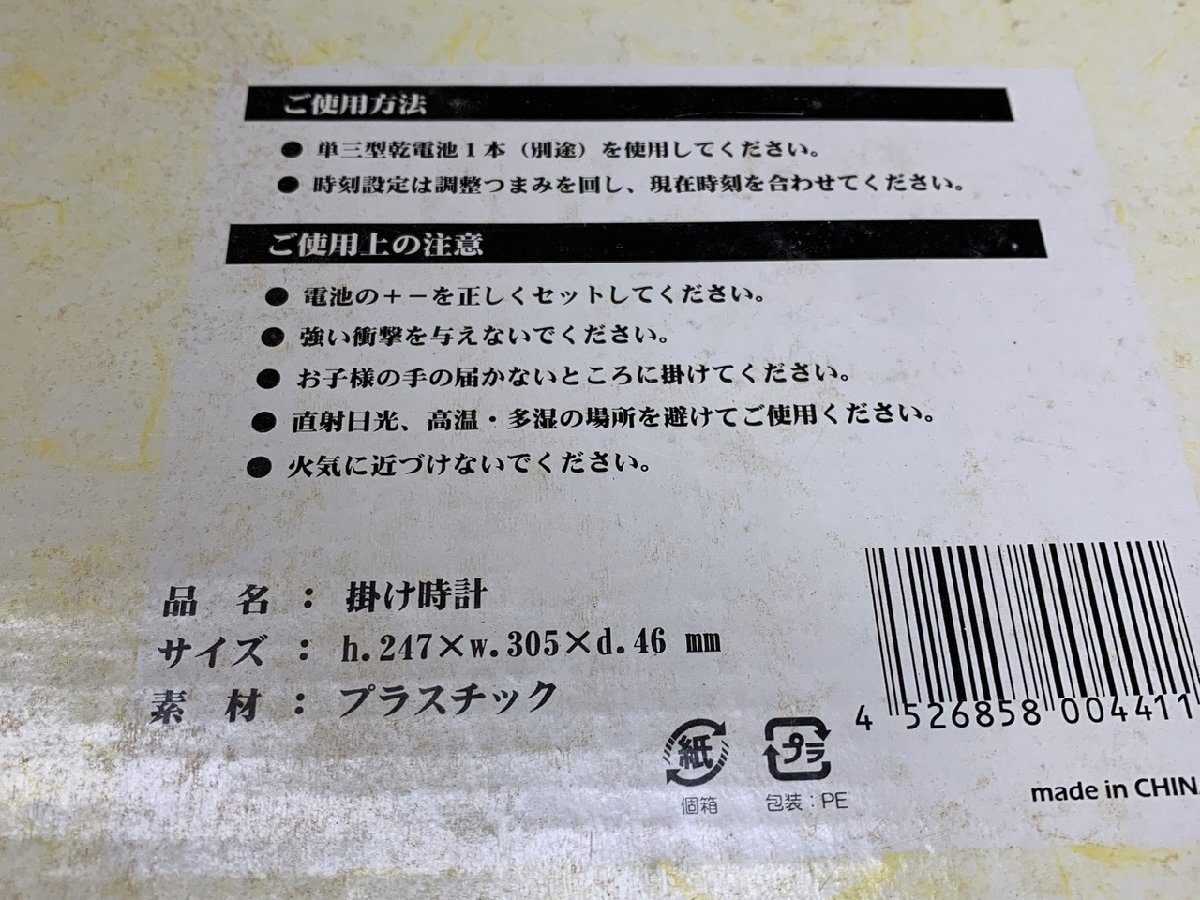 ご使用方法
● 単三型乾電池1本（別途）を使用してください。
● 時刻設定は調整つまみを回し、現在時刻を合わせてください。
ご使用上の注意
● 電池の＋−を正しくセットしてください。
● 強い衝撃を与えないでください。
● お子様の手の届かないところに掛けてください。
● 直射日光、高温・多湿の場所を避けてご使用ください。
● 火気に近づけないでください。
品　名 ： 掛け時計
サイズ ： h.247×w.305×d.46 mm
素　材 ： プラスチック
4 526858 004411
紙
個箱
プラ
包装：PE
made in CHINA